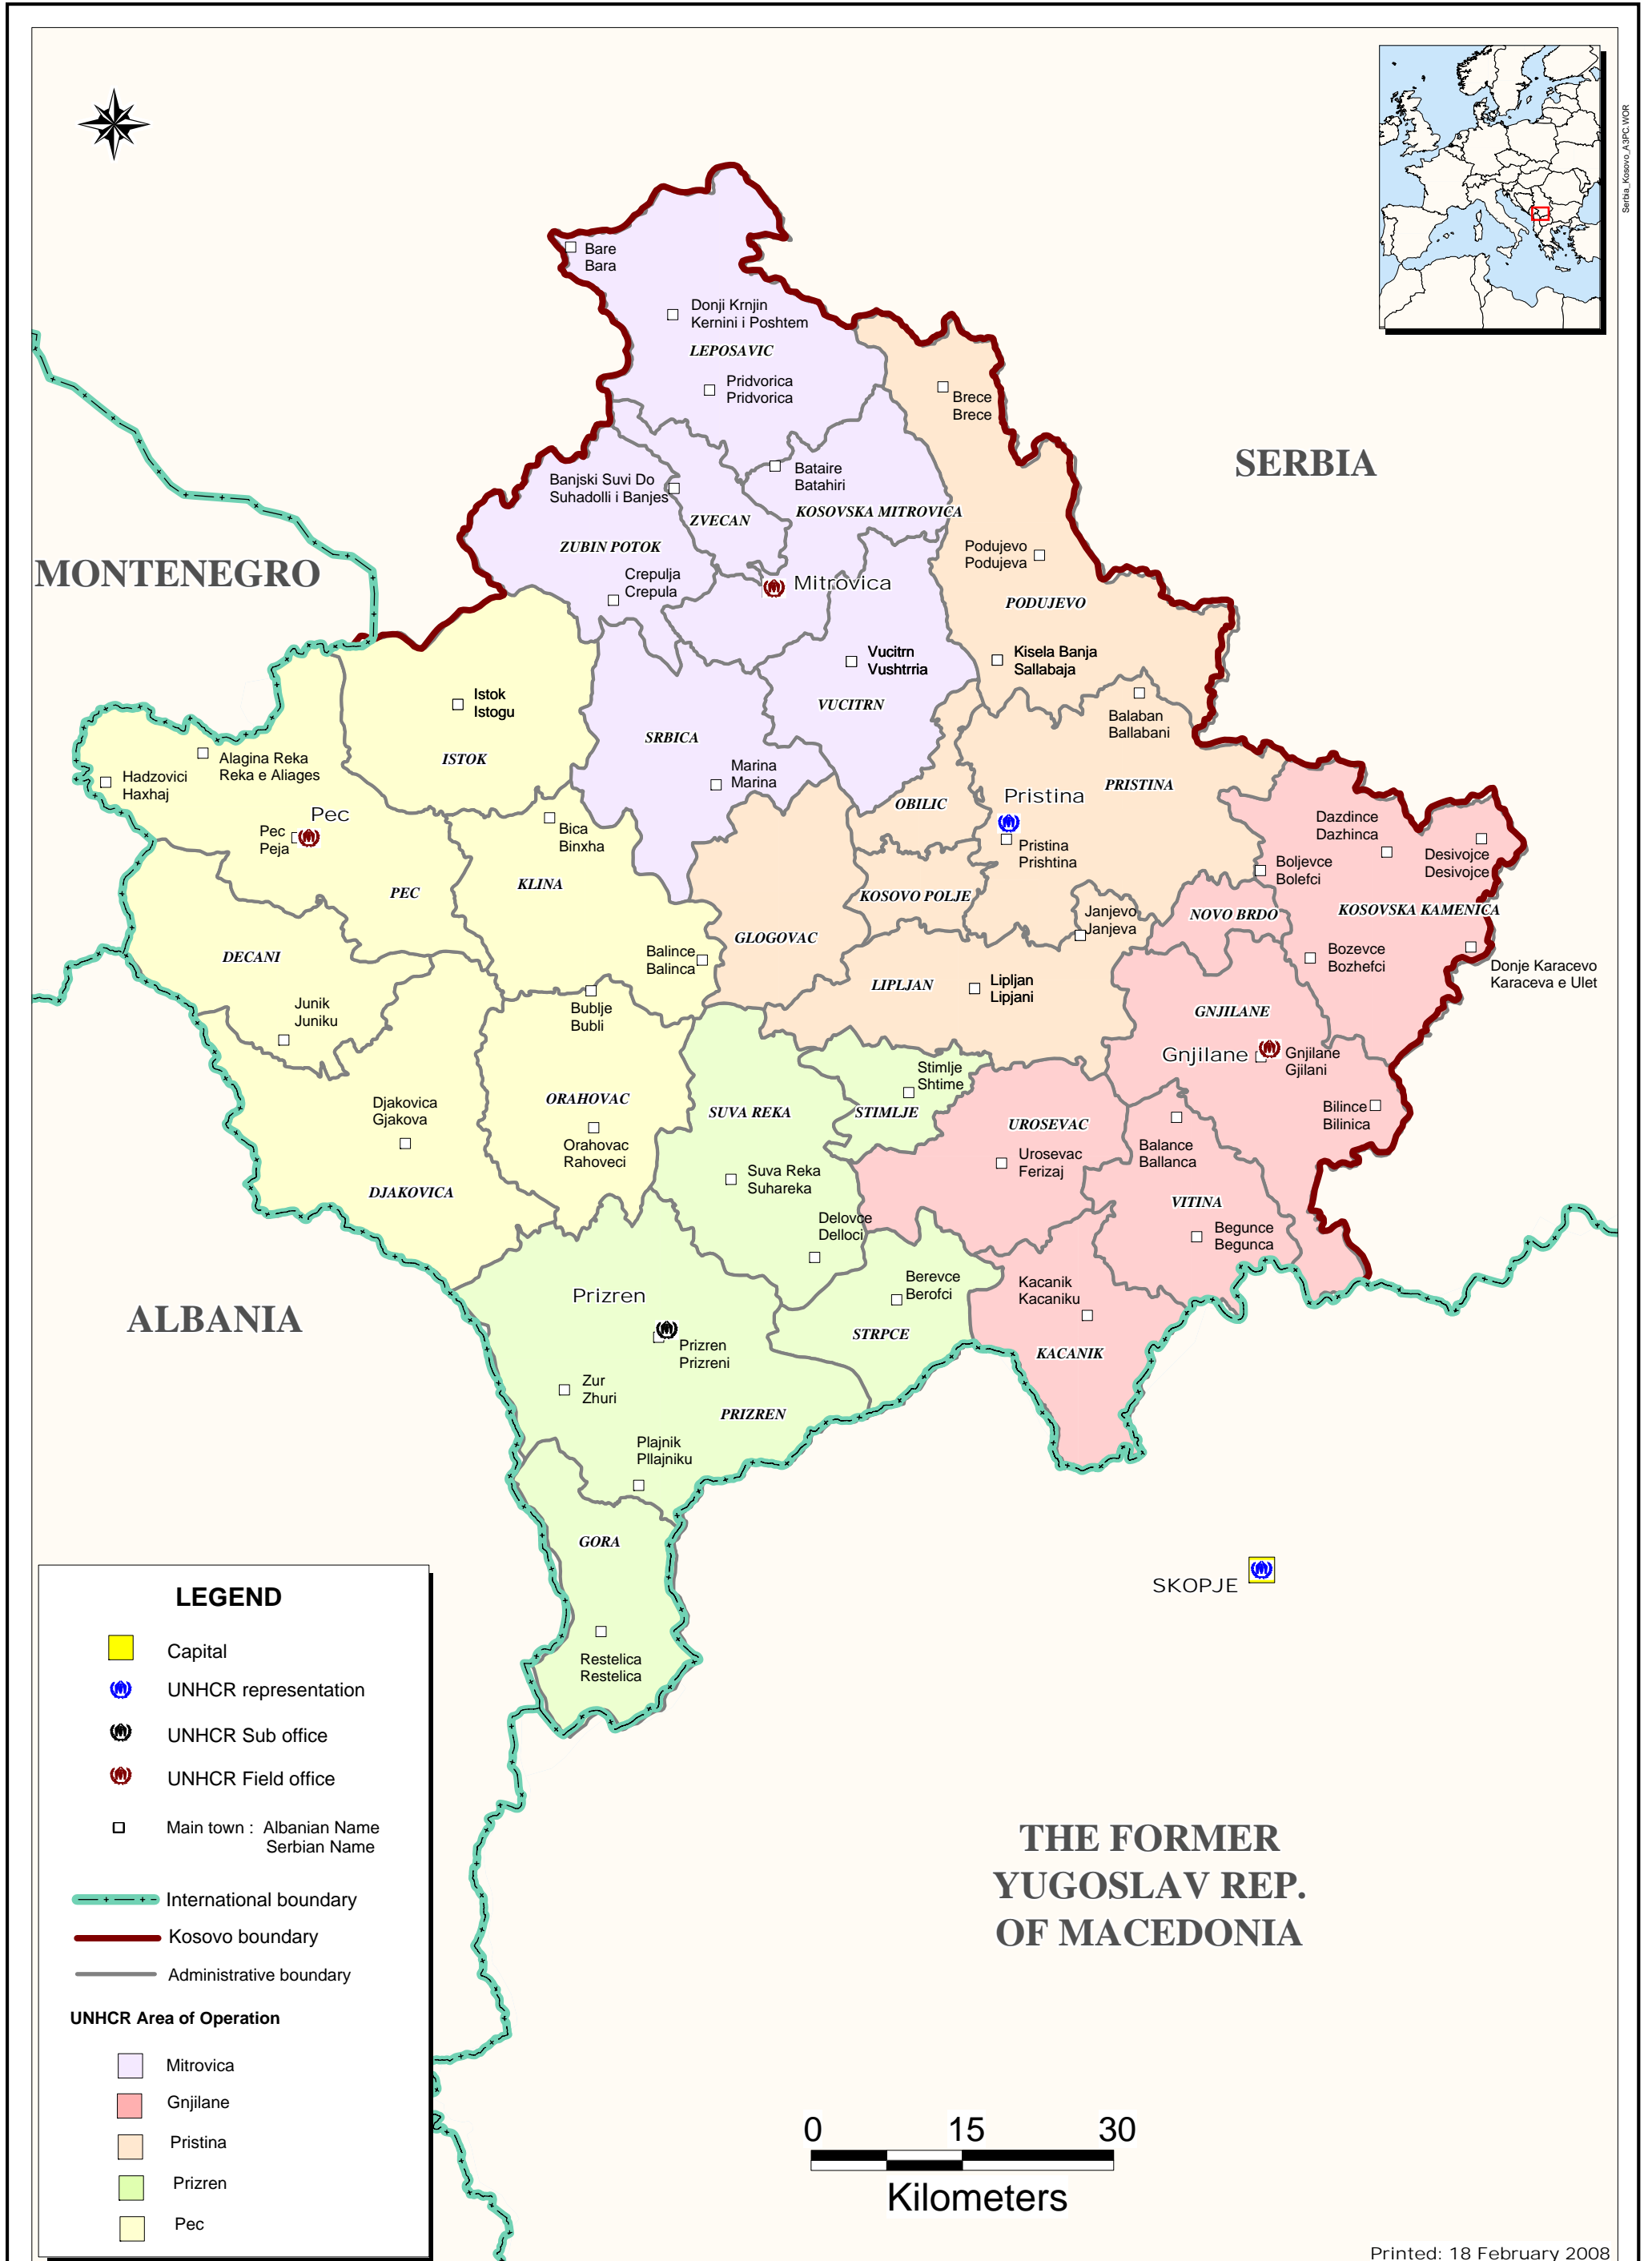 Serbia_Kosovo_A3PC.WOR
SERBIA
MONTENEGRO
ALBANIA
THE FORMER
YUGOSLAV REP.
OF MACEDONIA
SKOPJE
Bare
Bara
Donji Krnjin
Kernini i Poshtem
LEPOSAVIC
Pridvorica
Pridvorica
Brece
Brece
Banjski Suvi Do
Suhadolli i Banjes
Bataire
Batahiri
ZVECAN
KOSOVSKA MITROVICA
ZUBIN POTOK
Crepulja
Crepula
Mitrovica
Podujevo
Podujeva
PODUJEVO
Vucitrn
Vushtrria
VUCITRN
Kisela Banja
Sallabaja
Istok
Istogu
ISTOK
SRBICA
Marina
Marina
Balaban
Ballabani
PRISTINA
OBILIC
Pristina
Pristina
Prishtina
Alagina Reka
Reka e Aliages
Hadzovici
Haxhaj
Pec
Pec
Peja
PEC
Bica
Binxha
KLINA
Dazdince
Dazhinca
Desivojce
Desivojce
Boljevce
Bolefci
KOSOVO POLJE
Janjevo
Janjeva
NOVO BRDO
KOSOVSKA KAMENICA
GLOGOVAC
DECANI
Balince
Balinca
Bozevce
Bozhefci
Donje Karacevo
Karaceva e Ulet
LIPLJAN
Lipljan
Lipjani
Junik
Juniku
Bublje
Bubli
GNJILANE
Gnjilane
Gnjilane
Gjilani
Stimlje
Shtime
STIMLJE
Djakovica
Gjakova
DJAKOVICA
ORAHOVAC
Orahovac
Rahoveci
SUVA REKA
Suva Reka
Suhareka
UROSEVAC
Urosevac
Ferizaj
Balance
Ballanca
Bilince
Bilinica
VITINA
Begunce
Begunca
Delovce
Delloci
Berevce
Berofci
STRPCE
Kacanik
Kacaniku
KACANIK
Prizren
Prizren
Prizreni
Zur
Zhuri
PRIZREN
Plajnik
Pllajniku
GORA
Restelica
Restelica
LEGEND
Capital
UNHCR representation
UNHCR Sub office
UNHCR Field office
Main town : Albanian Name
Serbian Name
International boundary
Kosovo boundary
Administrative boundary
UNHCR Area of Operation
Mitrovica
Gnjilane
Pristina
Prizren
Pec
0 15 30
Kilometers
Printed: 18 February 2008